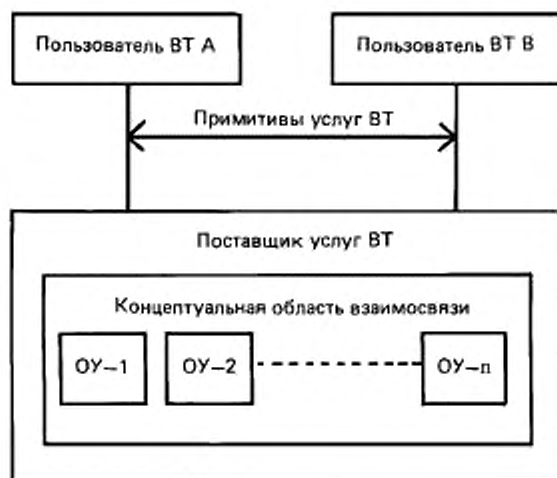 Пользователь ВТ А
Пользователь ВТ В
Примитивы услуг ВТ
Поставщик услуг ВТ
Концептуальная область взаимосвязи
ОУ–1
ОУ–2
ОУ–п